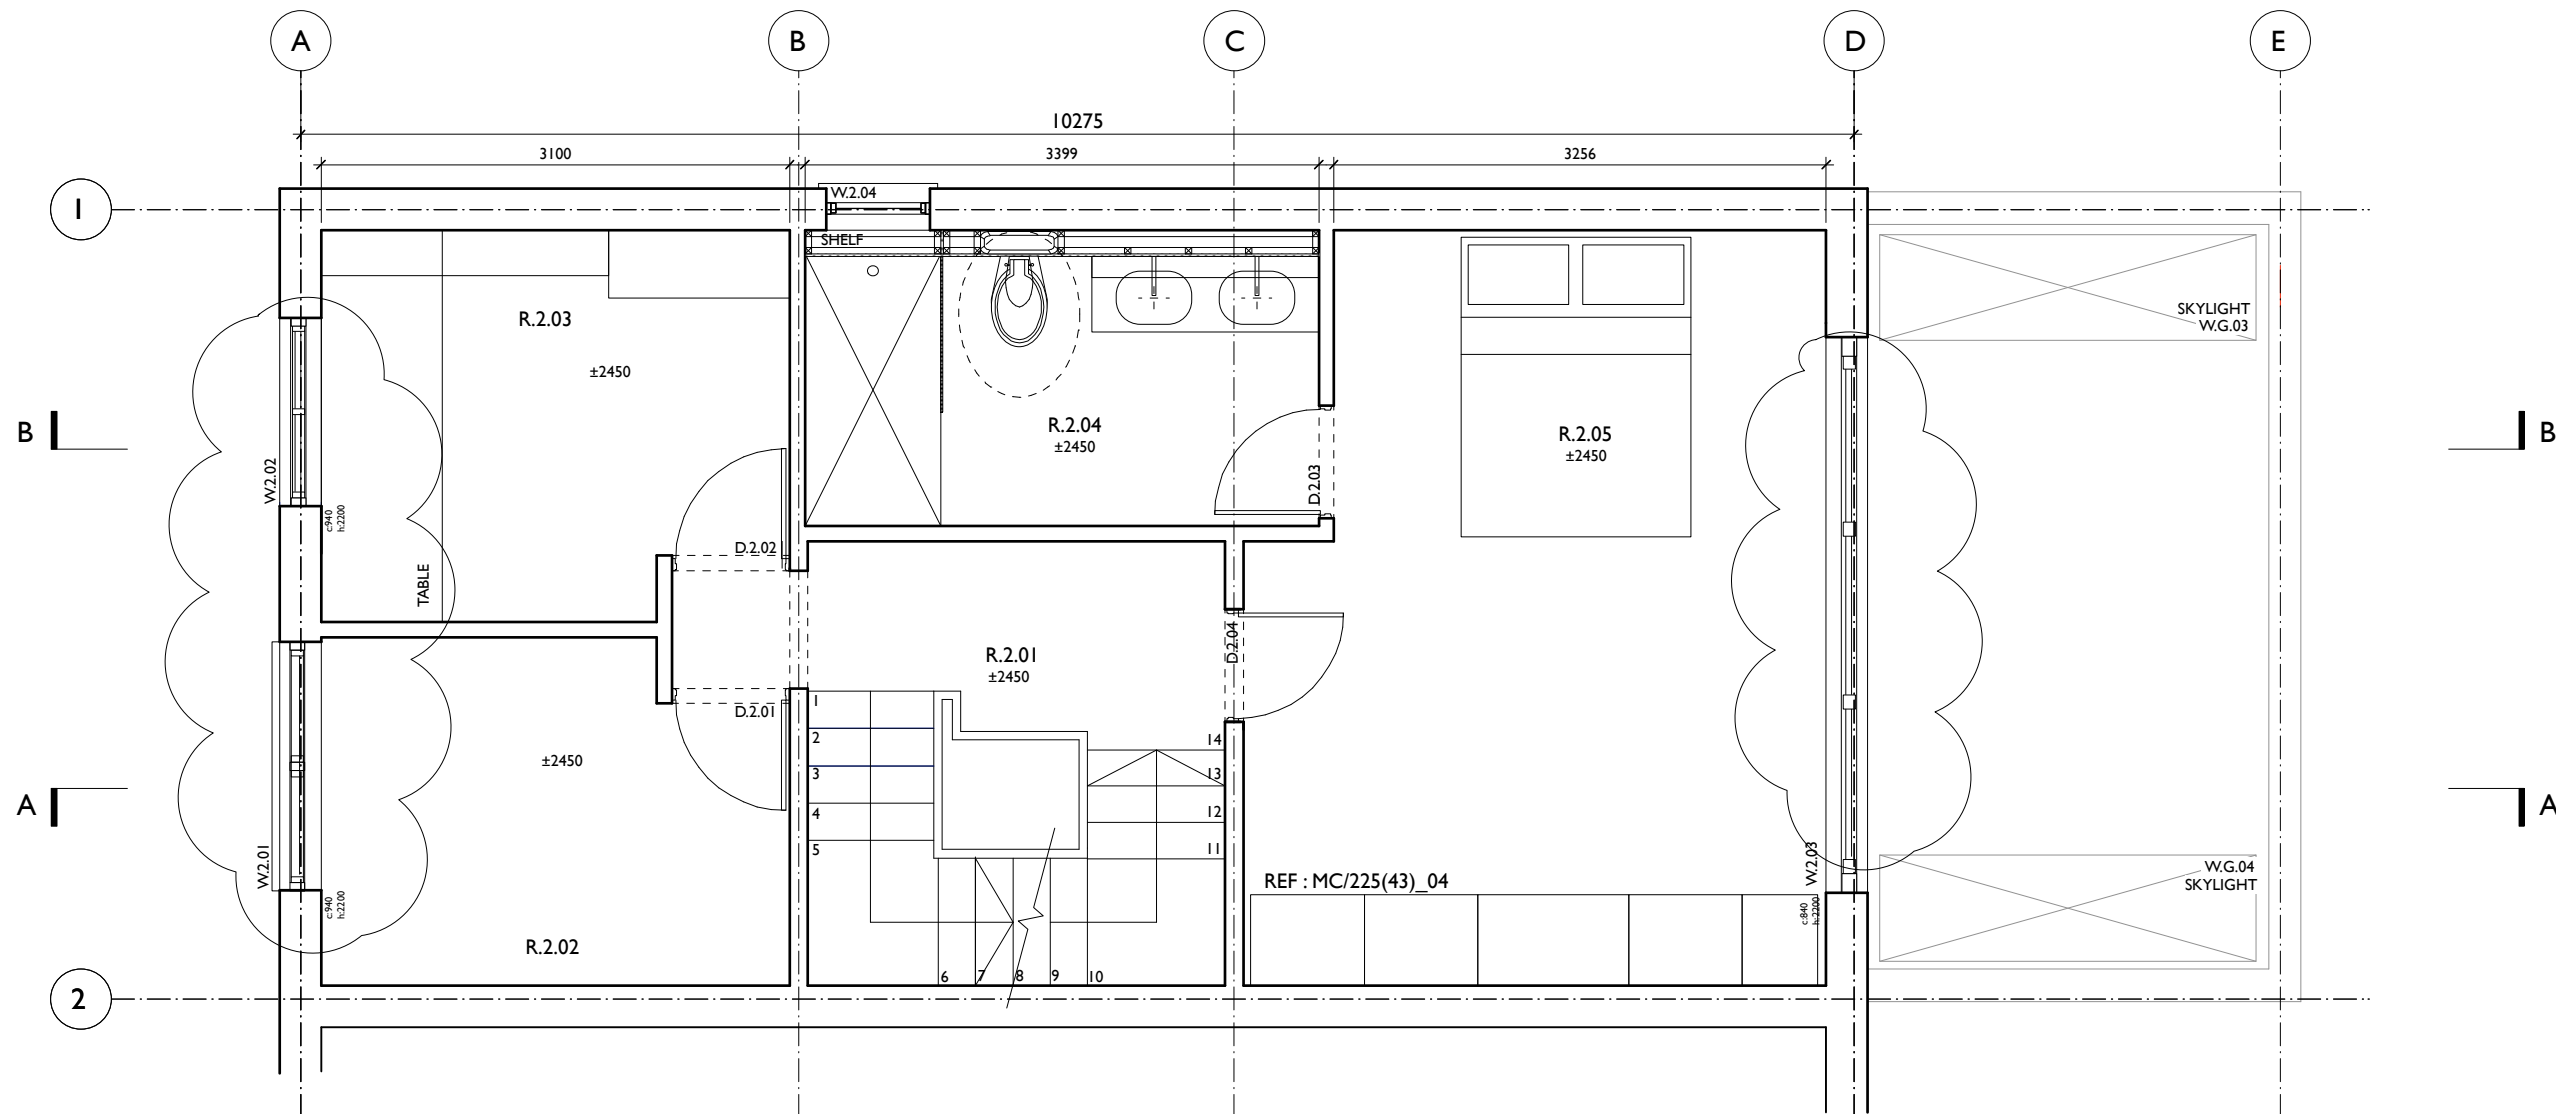 A B C D E
10275
3100 3399 3256
1
W.2.04
SHELF
R.2.03
±2450
SKYLIGHT
W.G.03
R.2.04
±2450
R.2.05
±2450
B B
W.2.02
c:940
h:2200
D.2.03
D.2.02
TABLE
D.2.04
R.2.01
±2450
D.2.01
±2450
1
2
3
4
5
14
13
12
11
A A
W.2.01
c:940
h:2200
W.2.03
c:840
h:2200
REF : MC/225(43)_04
W.G.04
SKYLIGHT
R.2.02
6 7 8 9 10
2